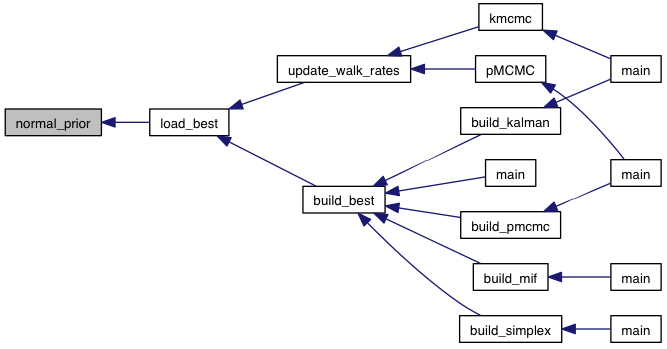 normal_prior
load_best
update_walk_rates
build_best
kmcmc
pMCMC
build_kalman
main
build_pmcmc
build_mif
build_simplex
main
main
main
main